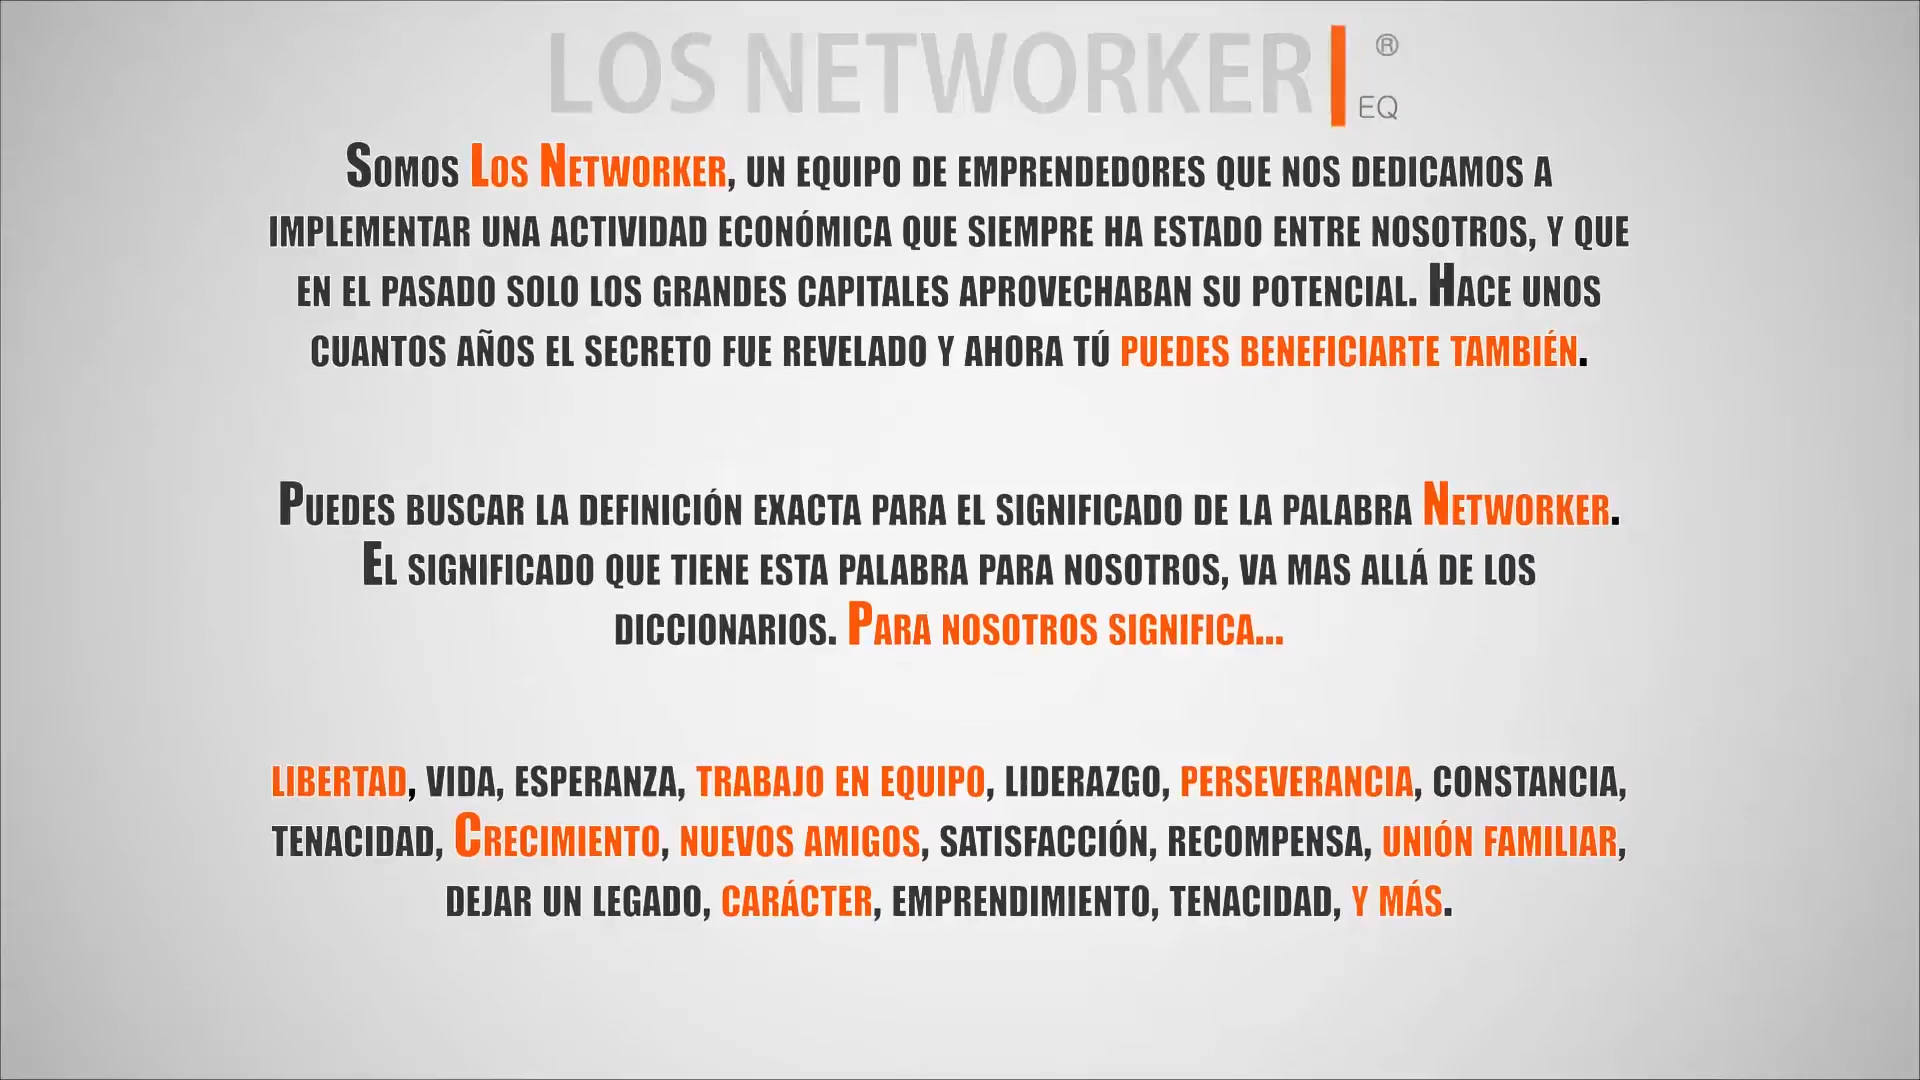 LOS NETWORKER ®
EQ
Somos Los Networker, un equipo de emprendedores que nos dedicamos a
implementar una actividad económica que siempre ha estado entre nosotros, y que
en el pasado solo los grandes capitales aprovechaban su potencial. Hace unos
cuantos años el secreto fue revelado y ahora tú puedes beneficiarte también.
Puedes buscar la definición exacta para el significado de la palabra Networker.
El significado que tiene esta palabra para nosotros, va mas allá de los
diccionarios. Para nosotros significa...
libertad, vida, esperanza, trabajo en equipo, liderazgo, perseverancia, constancia,
tenacidad, Crecimiento, nuevos amigos, satisfacción, recompensa, unión familiar,
dejar un legado, carácter, emprendimiento, tenacidad, y más.